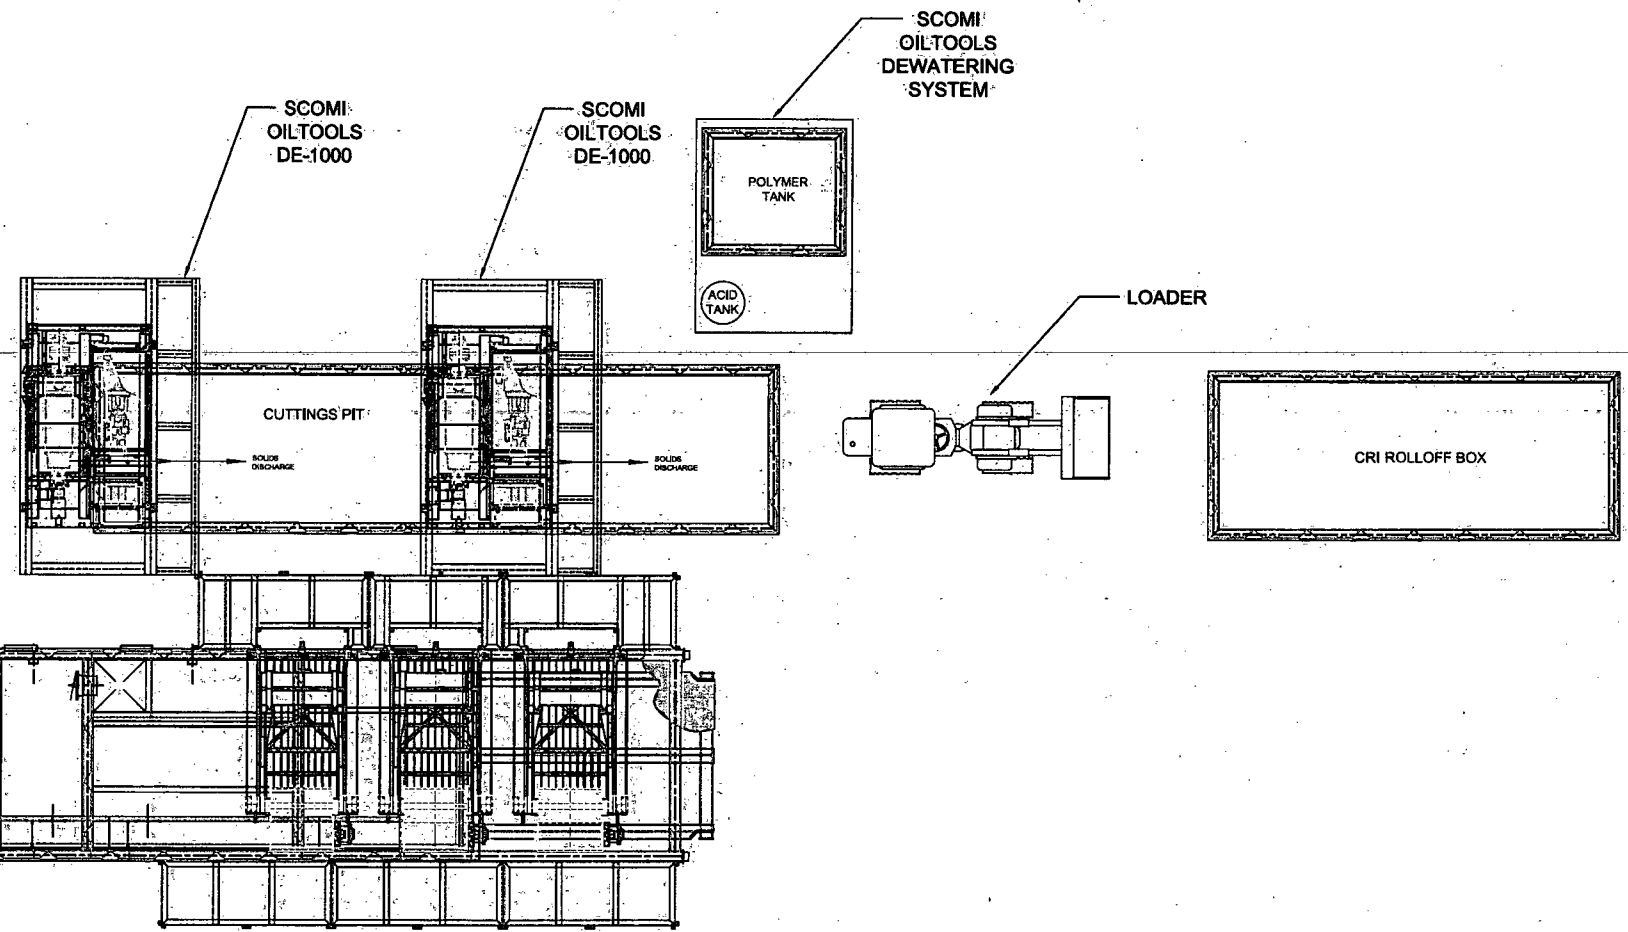 SCOMI
OILTOOLS
DEWATERING
SYSTEM
SCOMI
OILTOOLS
DE-1000
SCOMI
OILTOOLS
DE-1000
POLYMER
TANK
ACID
TANK
LOADER
CUTTINGS PIT
SOLIDS
DISCHARGE
SOLIDS
DISCHARGE
CRI ROLLOFF BOX